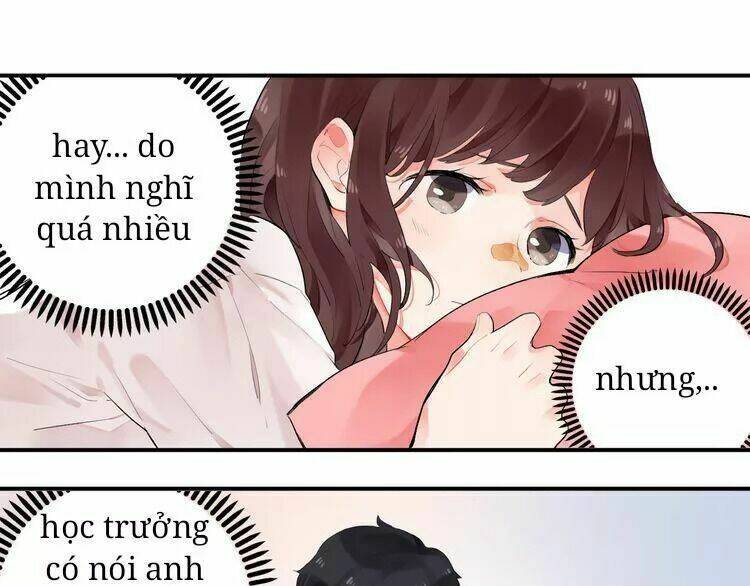 hay... do
mình nghĩ
quá nhiều
nhưng,..
học trưởng
có nói anh